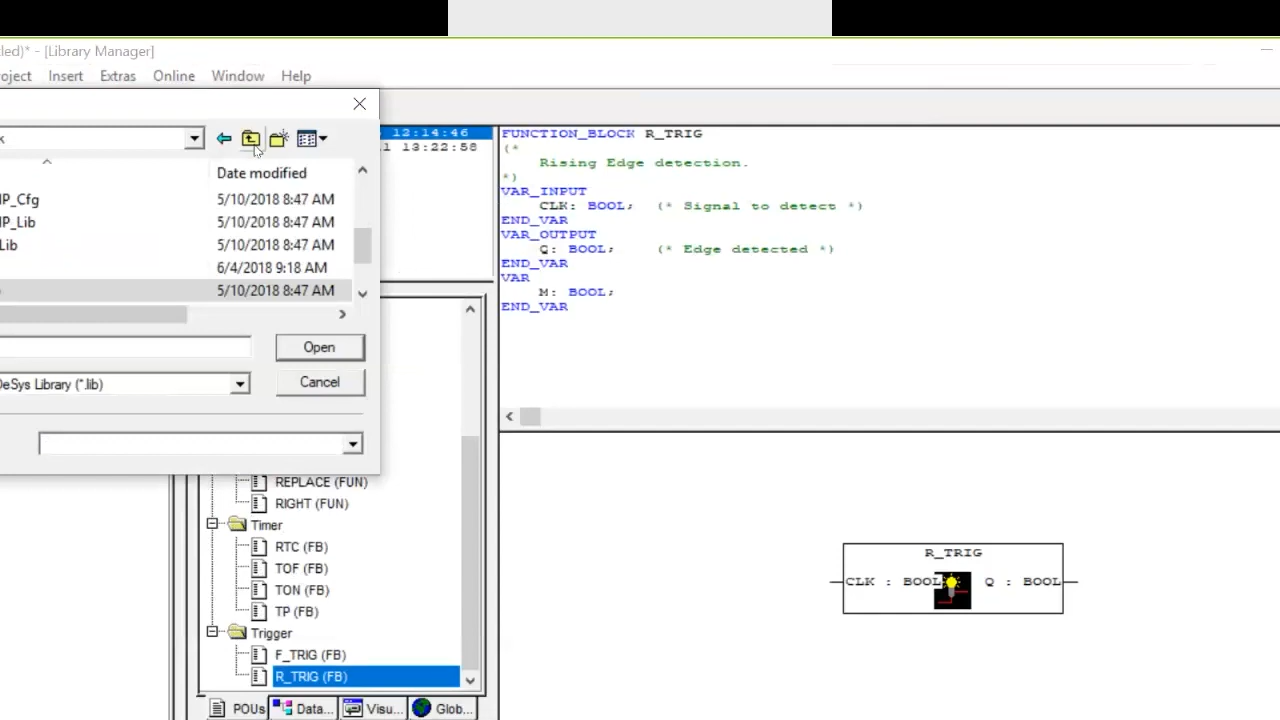 led)* - [Library Manager]
oject Insert Extras Online Window Help
k
Date modified
IP_Cfg 5/10/2018 8:47 AM
IP_Lib 5/10/2018 8:47 AM
Lib 5/10/2018 8:47 AM
6/4/2018 9:18 AM
5/10/2018 8:47 AM
Open
DeSys Library (*.lib)
Cancel
12:14:46
1 13:22:58
REPLACE (FUN)
RIGHT (FUN)
Timer
RTC (FB)
TOF (FB)
TON (FB)
TP (FB)
Trigger
F_TRIG (FB)
R_TRIG (FB)
POUs Data... Visu... Glob...
FUNCTION_BLOCK R_TRIG
(*
Rising Edge detection.
*)
VAR_INPUT
CLK: BOOL; (* Signal to detect *)
END_VAR
VAR_OUTPUT
Q: BOOL; (* Edge detected *)
END_VAR
VAR
M: BOOL;
END_VAR
R_TRIG
CLK : BOOL Q : BOOL